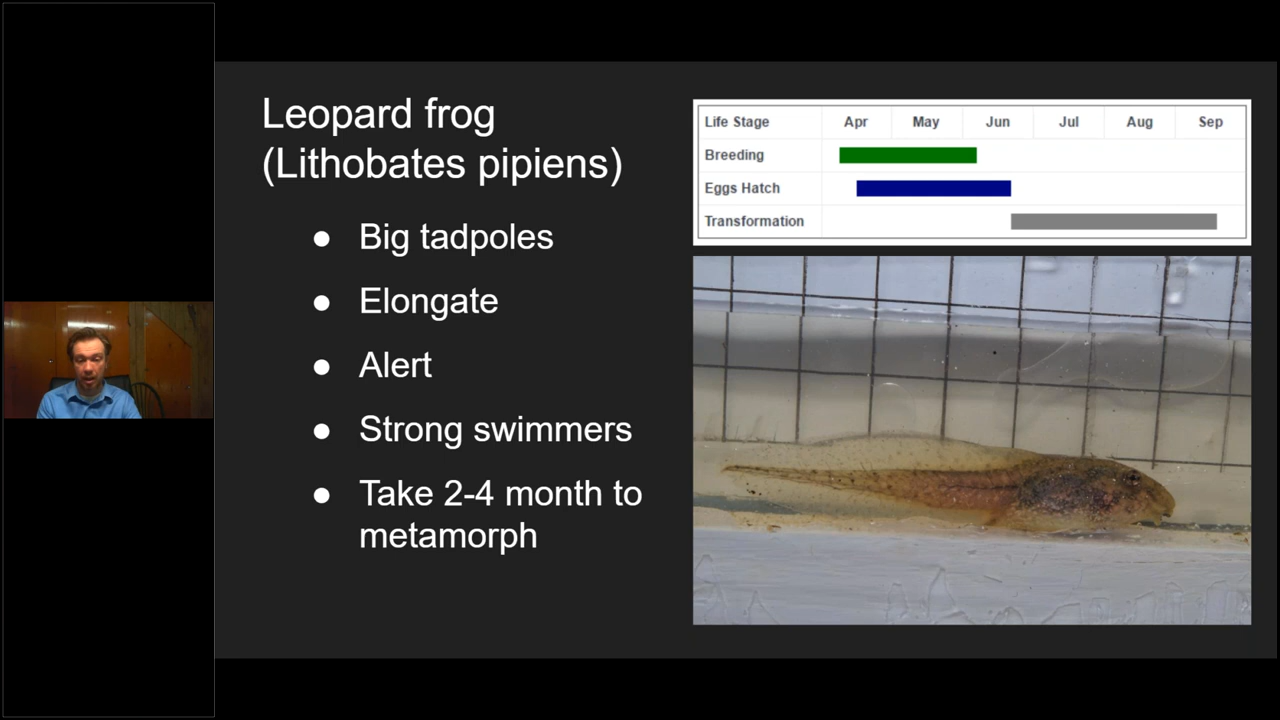 Leopard frog
(Lithobates pipiens)
● Big tadpoles
● Elongate
● Alert
● Strong swimmers
● Take 2-4 month to
metamorph
Life Stage Apr May Jun Jul Aug Sep
Breeding
Eggs Hatch
Transformation